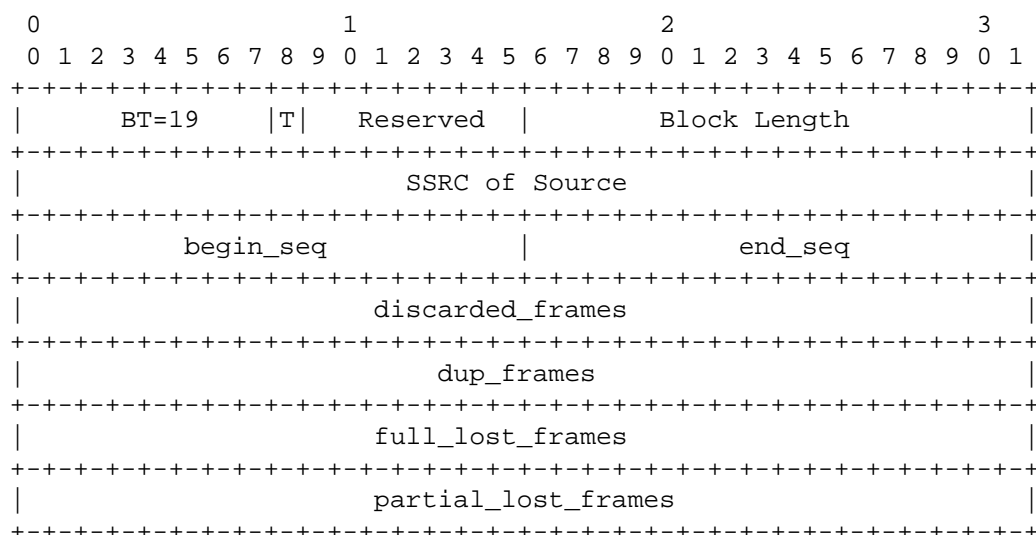 0                   1                   2                   3
 0 1 2 3 4 5 6 7 8 9 0 1 2 3 4 5 6 7 8 9 0 1 2 3 4 5 6 7 8 9 0 1
+-+-+-+-+-+-+-+-+-+-+-+-+-+-+-+-+-+-+-+-+-+-+-+-+-+-+-+-+-+-+-+-+
|     BT=19     |T|  Reserved   |        Block Length           |
+-+-+-+-+-+-+-+-+-+-+-+-+-+-+-+-+-+-+-+-+-+-+-+-+-+-+-+-+-+-+-+-+
|                        SSRC of Source                         |
+-+-+-+-+-+-+-+-+-+-+-+-+-+-+-+-+-+-+-+-+-+-+-+-+-+-+-+-+-+-+-+-+
|          begin_seq            |             end_seq           |
+-+-+-+-+-+-+-+-+-+-+-+-+-+-+-+-+-+-+-+-+-+-+-+-+-+-+-+-+-+-+-+-+
|                      discarded_frames                         |
+-+-+-+-+-+-+-+-+-+-+-+-+-+-+-+-+-+-+-+-+-+-+-+-+-+-+-+-+-+-+-+-+
|                          dup_frames                           |
+-+-+-+-+-+-+-+-+-+-+-+-+-+-+-+-+-+-+-+-+-+-+-+-+-+-+-+-+-+-+-+-+
|                      full_lost_frames                         |
+-+-+-+-+-+-+-+-+-+-+-+-+-+-+-+-+-+-+-+-+-+-+-+-+-+-+-+-+-+-+-+-+
|                      partial_lost_frames                      |
+-+-+-+-+-+-+-+-+-+-+-+-+-+-+-+-+-+-+-+-+-+-+-+-+-+-+-+-+-+-+-+-+